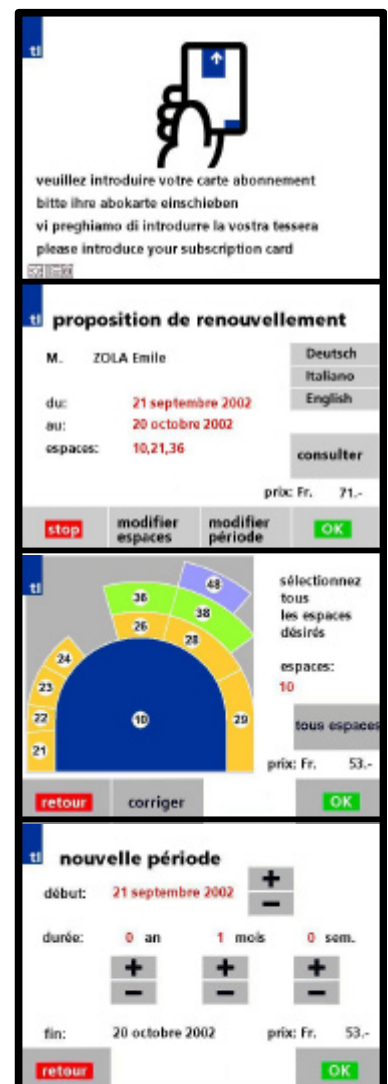 tl
veuillez introduire votre carte abonnement
bitte ihre abokarte einschieben
vi preghiamo di introdurre la vostra tessera
please introduce your subscription card
tl proposition de renouvellement
M. ZOLA Emile
Deutsch
Italiano
English
du: 21 septembre 2002
au: 20 octobre 2002
espaces: 10,21,36
consulter
prix: Fr. 71.-
stop
modifier espaces
modifier période
OK
tl
48
36
38
26
28
24
23
22
21
10
29
sélectionnez
tous
les espaces
désirés
espaces:
10
tous espaces
prix: Fr. 53.-
retour
corriger
OK
tl nouvelle période
début: 21 septembre 2002
+
−
durée: 0 an 1 mois 0 sem.
+ + +
− − −
fin: 20 octobre 2002 prix: Fr. 53.-
retour
OK